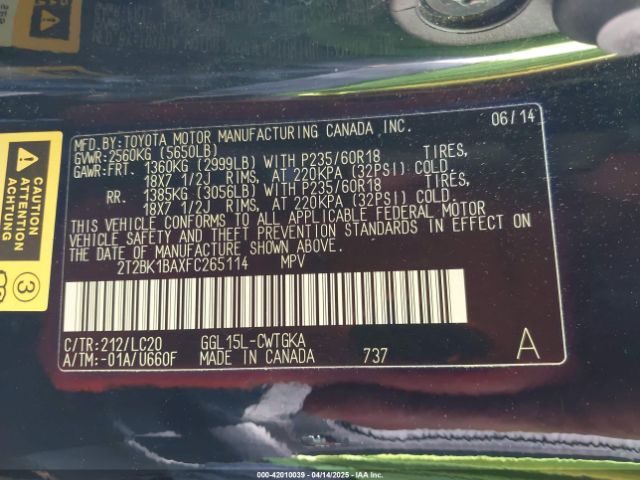 MFD.BY:TOYOTA MOTOR MANUFACTURING CANADA INC. 06/14
GVWR:2560KG (5650LB)
GAWR:FRT. 1360KG (2999LB) WITH P235/60R18 TIRES,
18X7 1/2J RIMS, AT 220KPA (32PSI) COLD.
RR. 1385KG (3056LB) WITH P235/60R18 TIRES,
18X7 1/2J RIMS, AT 220KPA (32PSI) COLD.
THIS VEHICLE CONFORMS TO ALL APPLICABLE FEDERAL MOTOR
VEHICLE SAFETY AND THEFT PREVENTION STANDARDS IN EFFECT ON
THE DATE OF MANUFACTURE SHOWN ABOVE.
2T2BK1BAXFC265114 MPV
C/TR:212/LC20 GGL15L-CWTGKA
A/TM:-01A/U660F MADE IN CANADA 737 A
ATTENTION
ACHTUNG
3
000-42010039 - 04/14/2025 - IAA Inc.